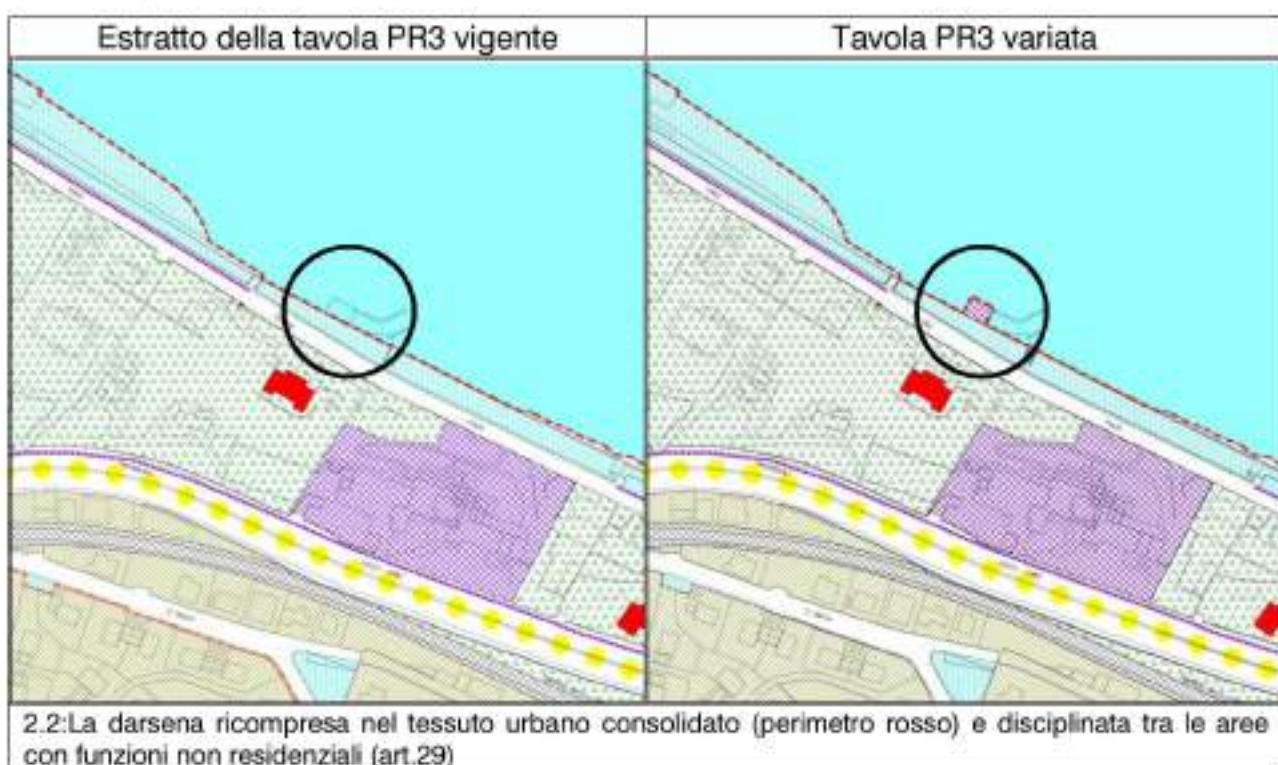 Estratto della tavola PR3 vigente
Tavola PR3 variata
2.2:La darsena ricompresa nel tessuto urbano consolidato (perimetro rosso) e disciplinata tra le aree
con funzioni non residenziali (art.29)